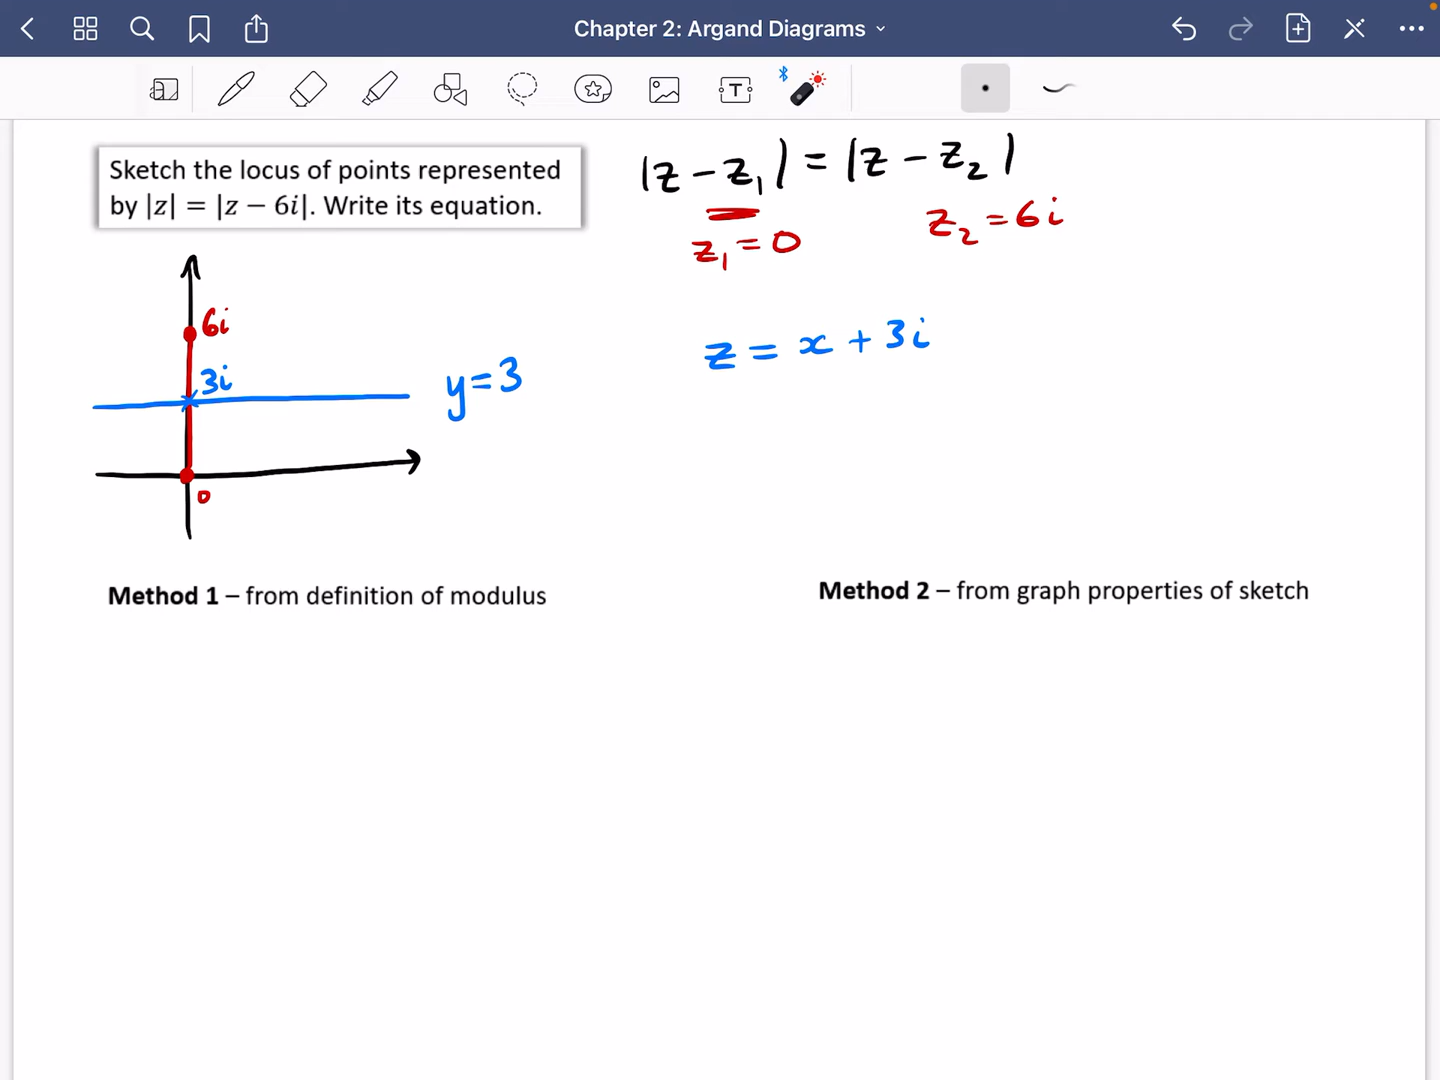 Chapter 2: Argand Diagrams
Sketch the locus of points represented
by |z| = |z − 6i|. Write its equation.
|z − z₁| = |z − z₂|
z₁ = 0
z₂ = 6i
6i
3i
0
y = 3
z = x + 3i
Method 1 – from definition of modulus
Method 2 – from graph properties of sketch